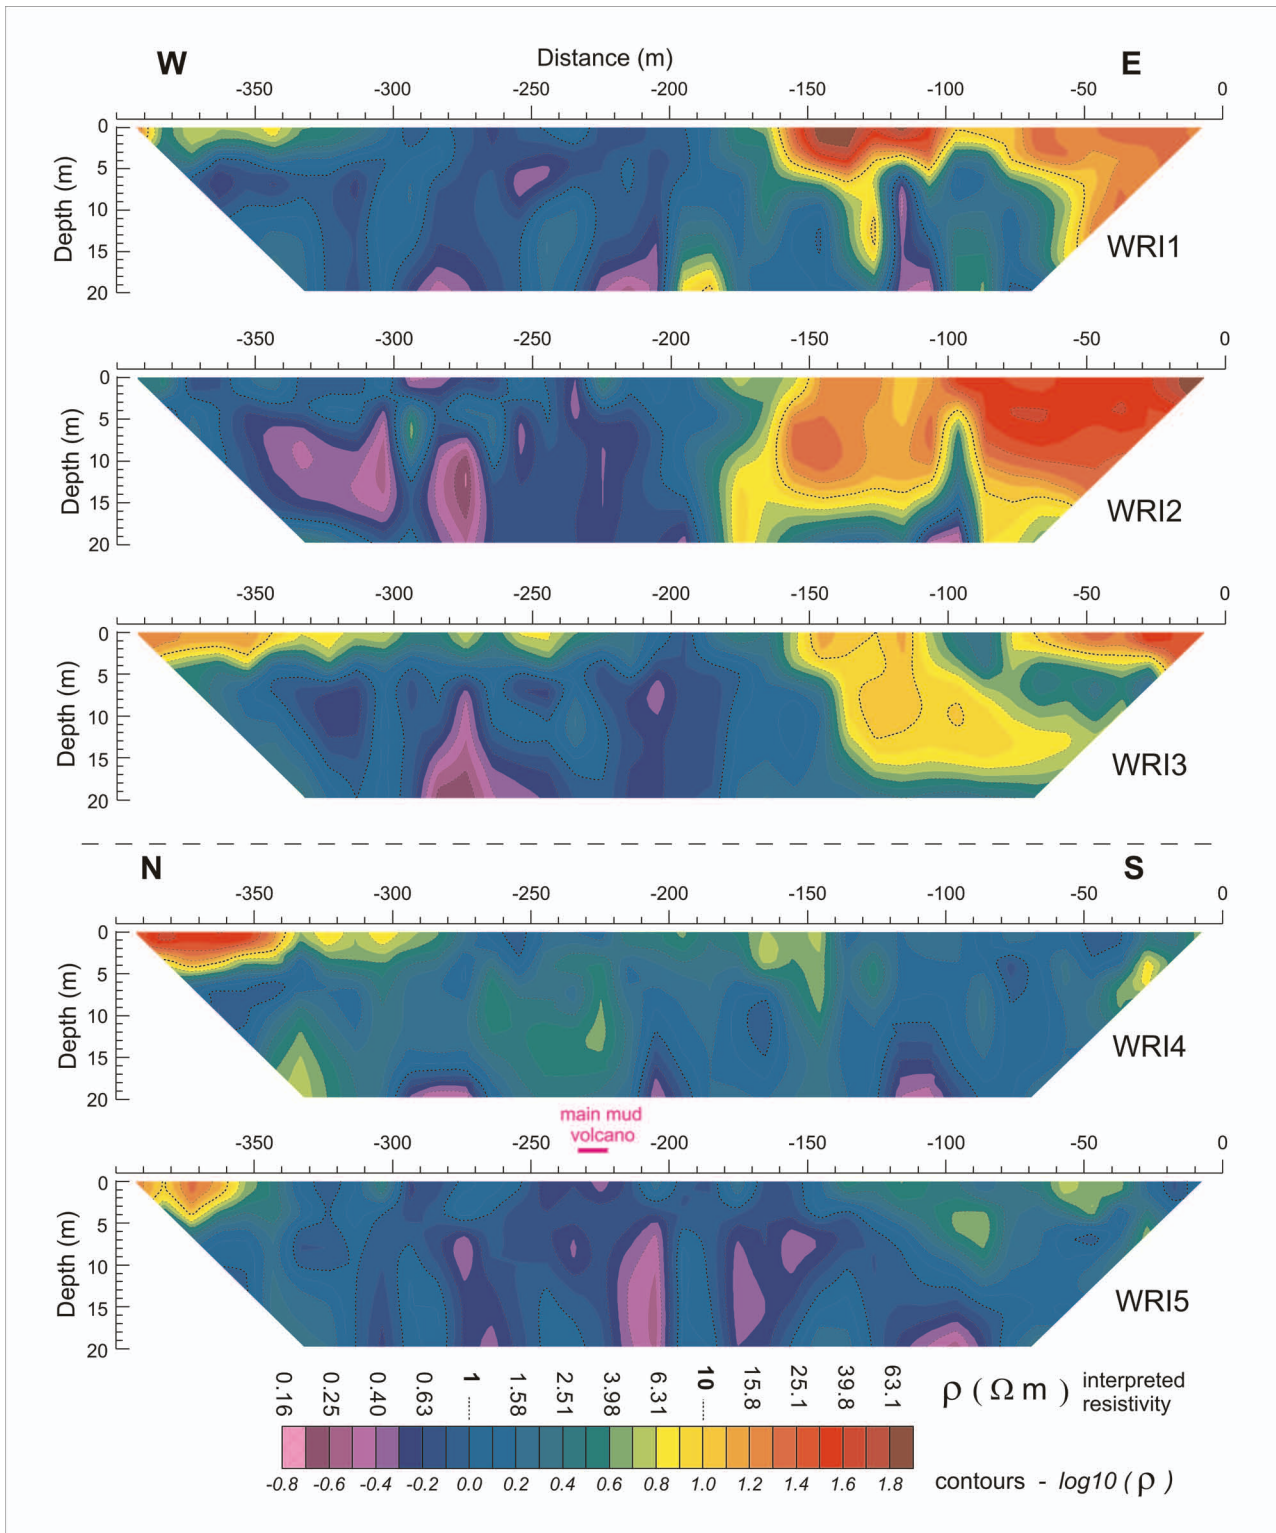 W Distance (m) E
-350 -300 -250 -200 -150 -100 -50 0
0
5
10
15
20
Depth (m)
WRI1
-350 -300 -250 -200 -150 -100 -50 0
0
5
10
15
20
Depth (m)
WRI2
-350 -300 -250 -200 -150 -100 -50 0
0
5
10
15
20
Depth (m)
WRI3
N S
-350 -300 -250 -200 -150 -100 -50 0
0
5
10
15
20
Depth (m)
WRI4
main mud
volcano
-350 -300 -250 -200 -150 -100 -50 0
0
5
10
15
20
Depth (m)
WRI5
0.16 0.25 0.40 0.63 1 1.58 2.51 3.98 6.31 10 15.8 25.1 39.8 63.1
ρ ( Ω m ) interpreted
resistivity
-0.8 -0.6 -0.4 -0.2 0.0 0.2 0.4 0.6 0.8 1.0 1.2 1.4 1.6 1.8
contours - log10 ( ρ )